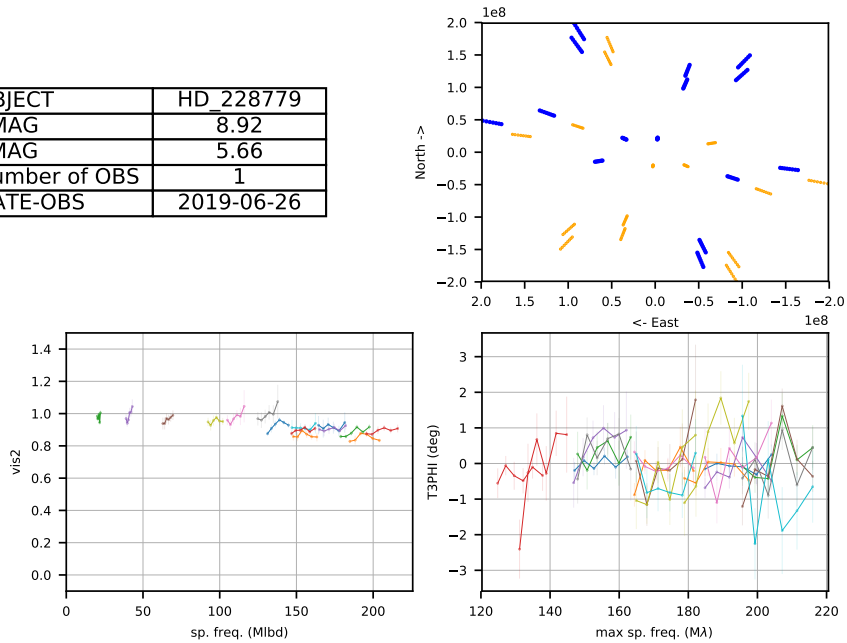 BJECT HD_228779
MAG 8.92
MAG 5.66
umber of OBS 1
ATE-OBS 2019-06-26
1e8
2.0
1.5
1.0
0.5
0.0
−0.5
−1.0
−1.5
−2.0
North ->
2.0 1.5 1.0 0.5 0.0 −0.5 −1.0 −1.5 −2.0
<- East
1e8
1.4
1.2
1.0
0.8
0.6
0.4
0.2
0.0
vis2
0 50 100 150 200
sp. freq. (Mlbd)
3
2
1
0
−1
−2
−3
T3PHI (deg)
120 140 160 180 200 220
max sp. freq. (Mλ)